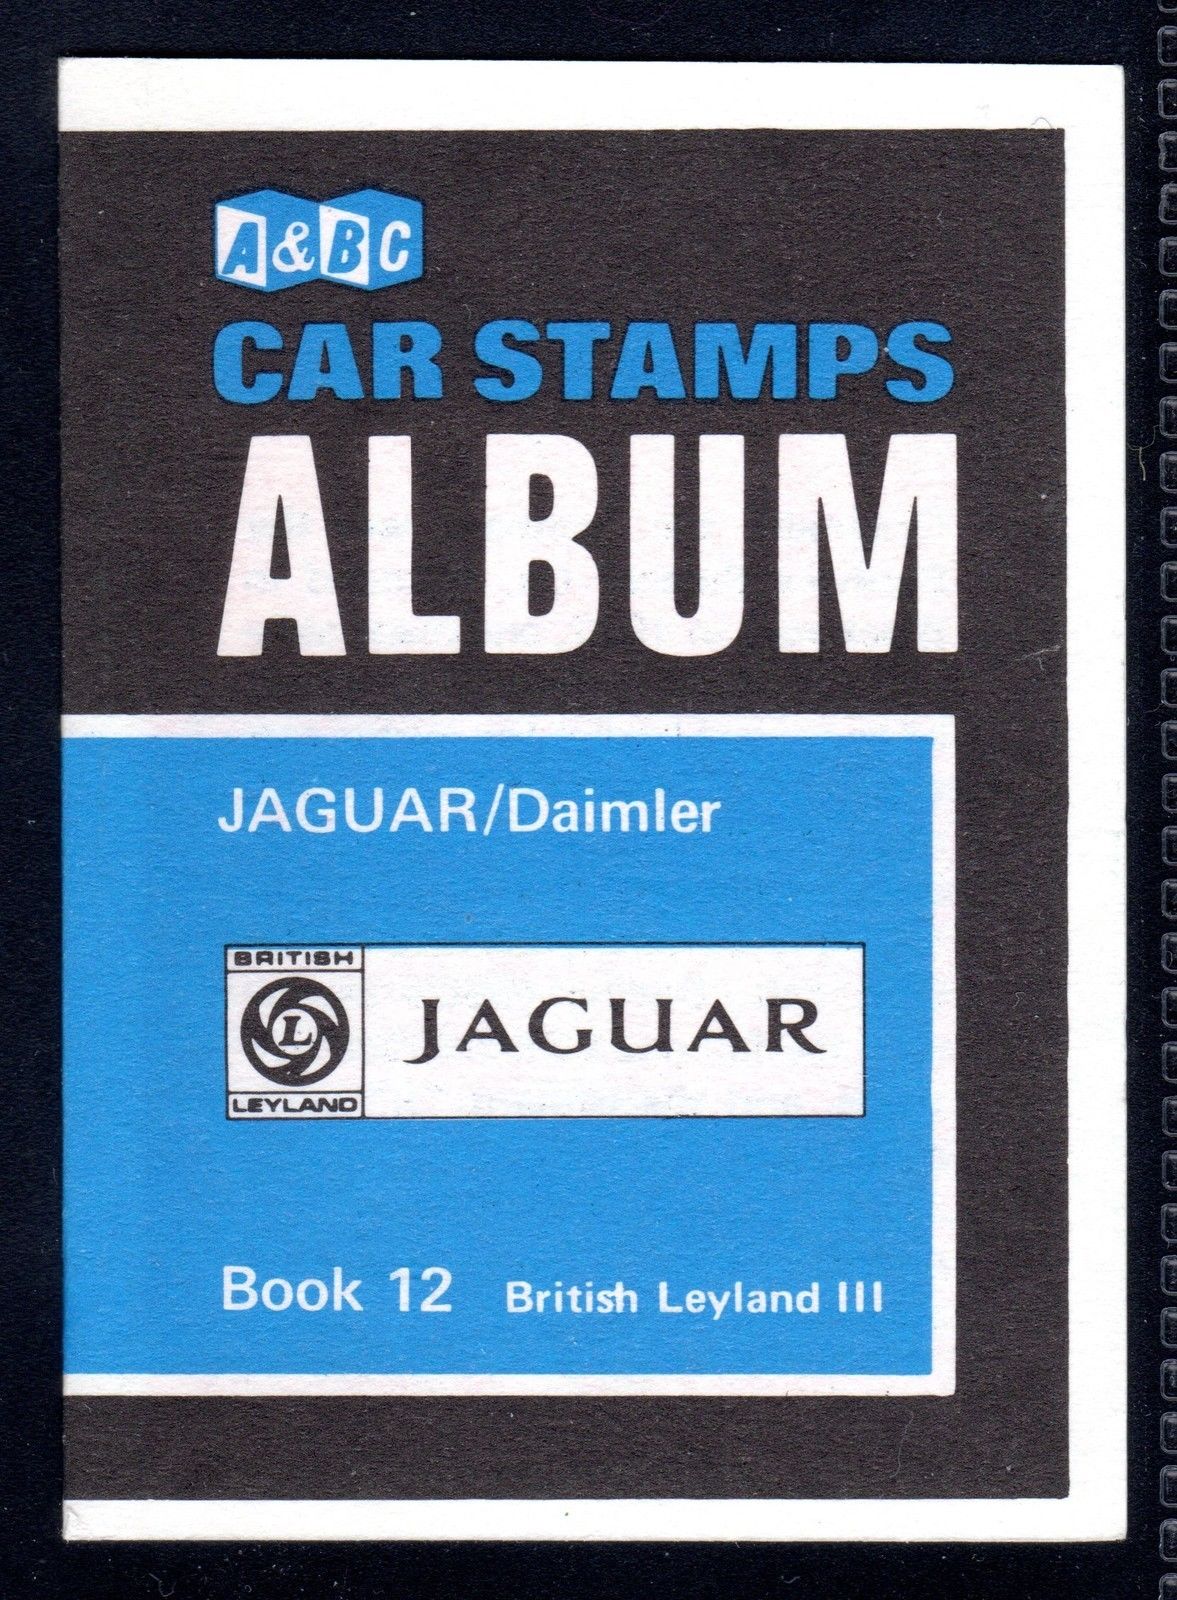 A&BC
CAR STAMPS
ALBUM
JAGUAR/Daimler
BRITISH
L
LEYLAND
JAGUAR
Book 12 British Leyland III